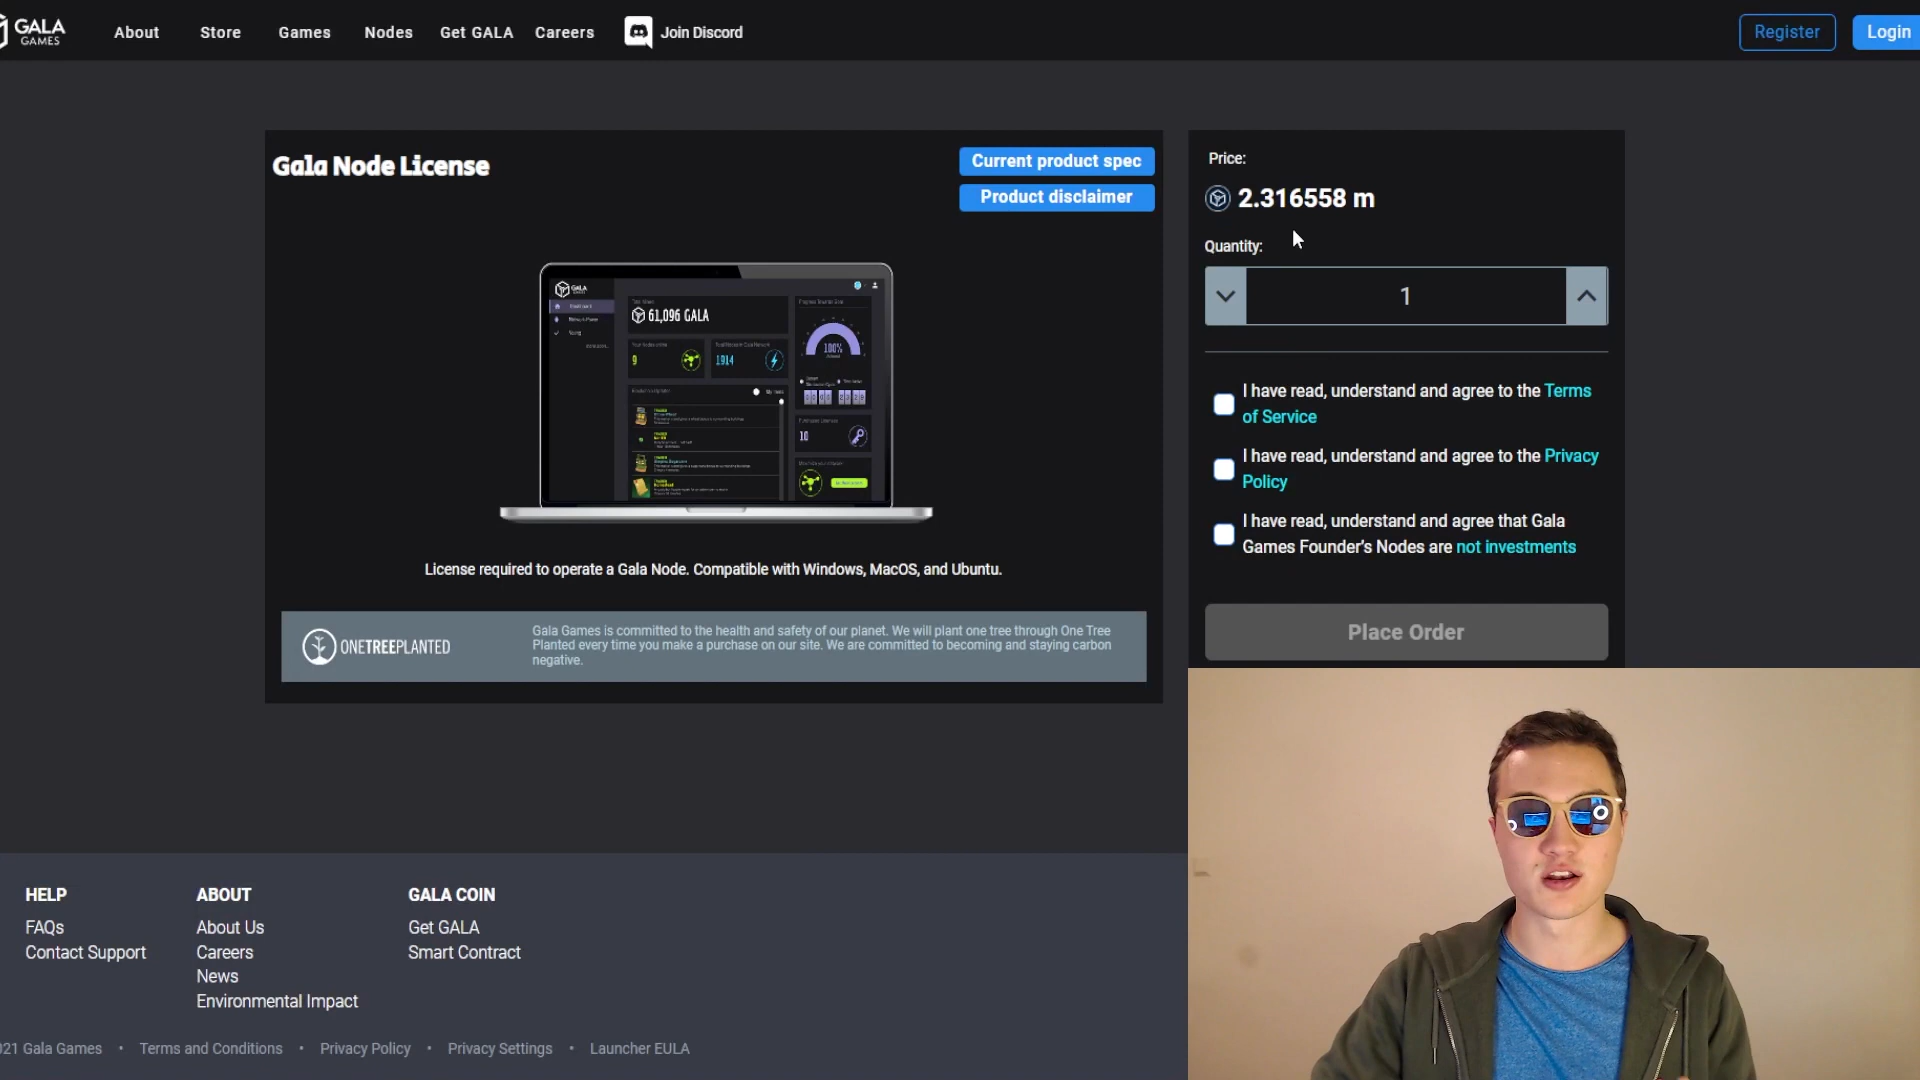 GALA
GAMES
About
Store
Games
Nodes
Get GALA
Careers
Join Discord
Register
Login
Gala Node License
Current product spec
Product disclaimer
GALA
GAMES
61,096 GALA
9
1914
100%
10
License required to operate a Gala Node. Compatible with Windows, MacOS, and Ubuntu.
ONETREEPLANTED
Gala Games is committed to the health and safety of our planet. We will plant one tree through One Tree
Planted every time you make a purchase on our site. We are committed to becoming and staying carbon
negative.
Price:
2.316558 m
Quantity:
1
I have read, understand and agree to the Terms
of Service
I have read, understand and agree to the Privacy
Policy
I have read, understand and agree that Gala
Games Founder's Nodes are not investments
Place Order
HELP
FAQs
Contact Support
ABOUT
About Us
Careers
News
Environmental Impact
GALA COIN
Get GALA
Smart Contract
21 Gala Games • Terms and Conditions • Privacy Policy • Privacy Settings • Launcher EULA